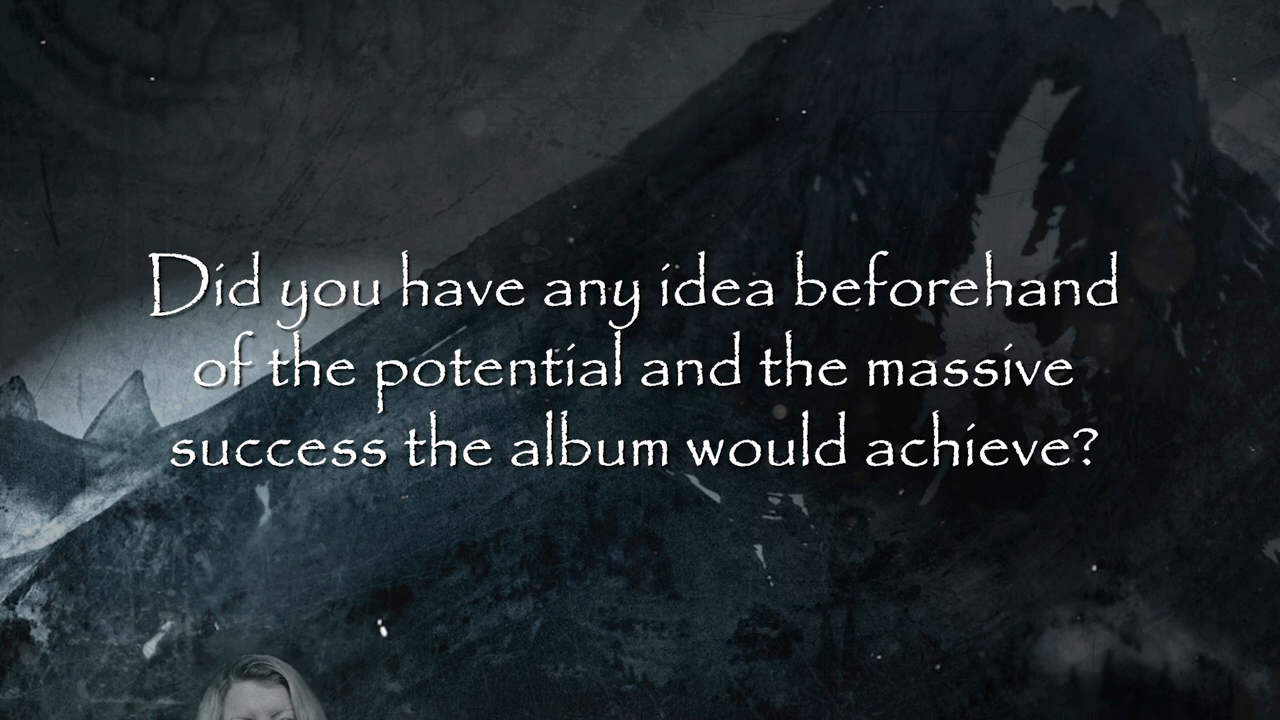 Did you have any idea beforehand
of the potential and the massive
success the album would achieve?